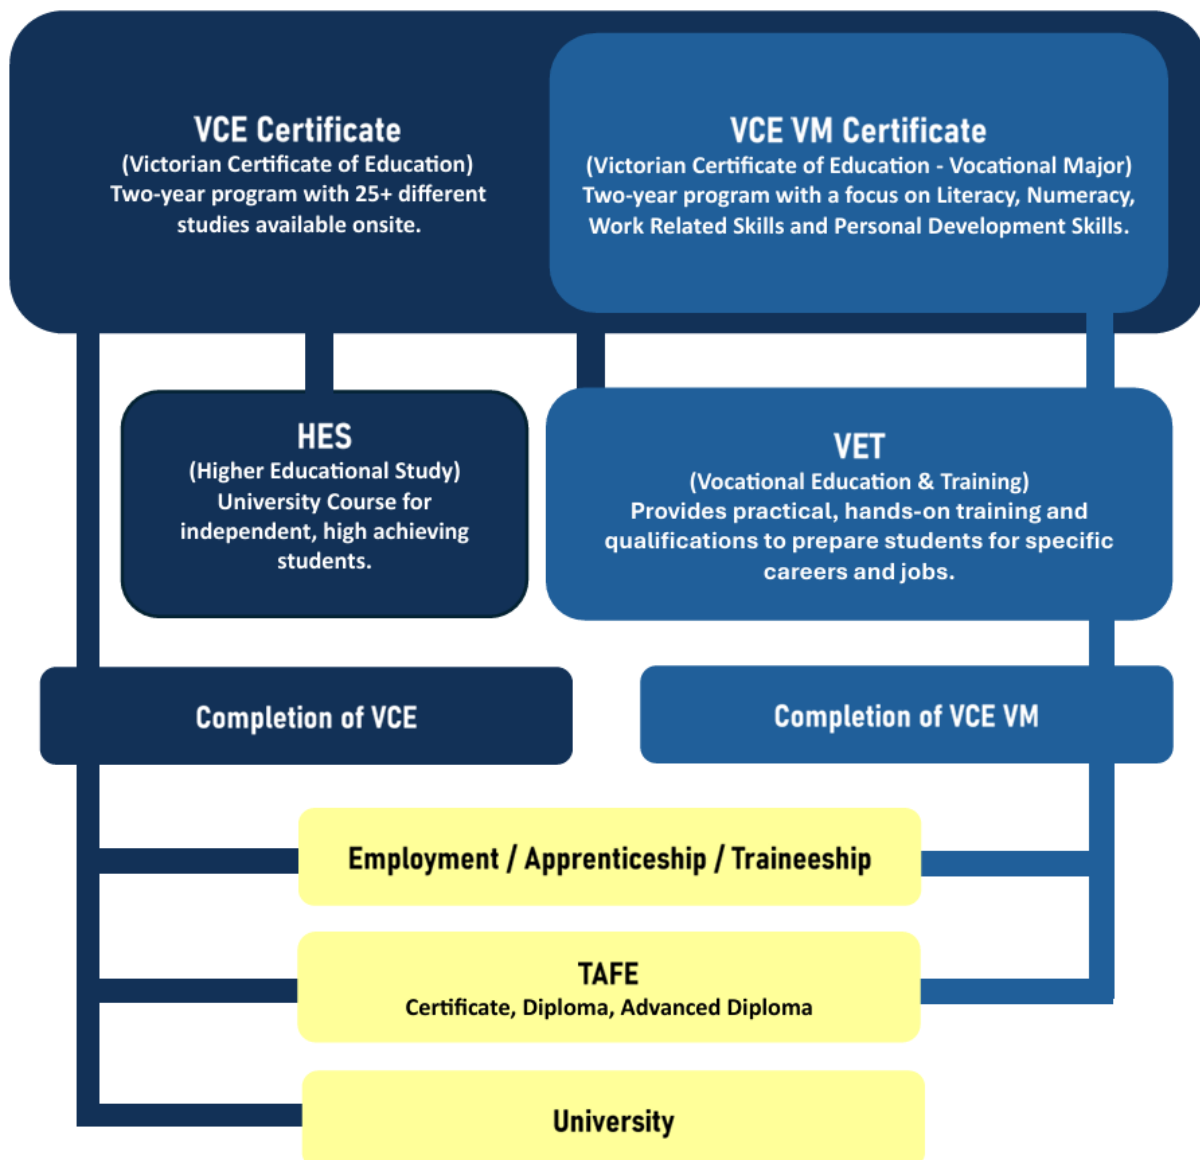 VCE Certificate
(Victorian Certificate of Education)
Two-year program with 25+ different
studies available onsite.
VCE VM Certificate
(Victorian Certificate of Education - Vocational Major)
Two-year program with a focus on Literacy, Numeracy,
Work Related Skills and Personal Development Skills.
HES
(Higher Educational Study)
University Course for
independent, high achieving
students.
VET
(Vocational Education & Training)
Provides practical, hands-on training and
qualifications to prepare students for specific
careers and jobs.
Completion of VCE
Completion of VCE VM
Employment / Apprenticeship / Traineeship
TAFE
Certificate, Diploma, Advanced Diploma
University